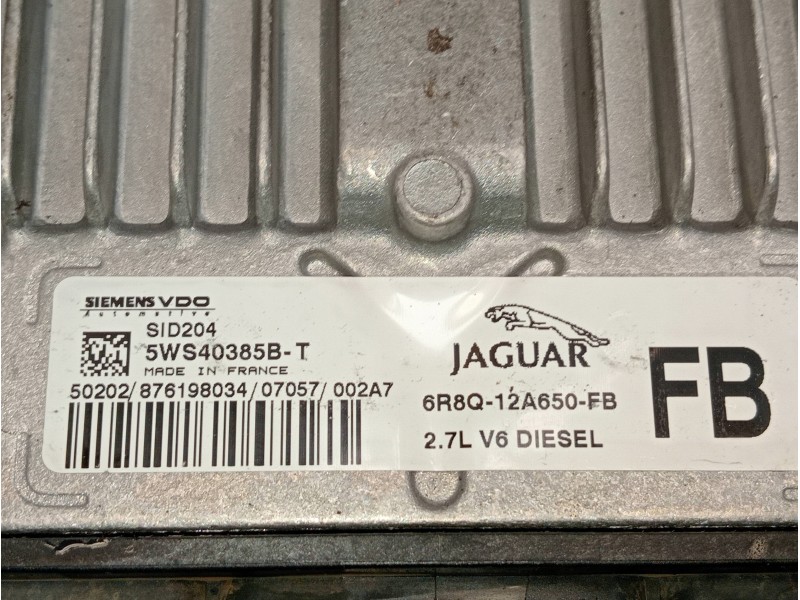 SIEMENS VDO
Automotive
SID204
5WS40385B-T
MADE IN FRANCE
50202/876198034/07057/002A7
JAGUAR
6R8Q-12A650-FB
2.7L V6 DIESEL
FB